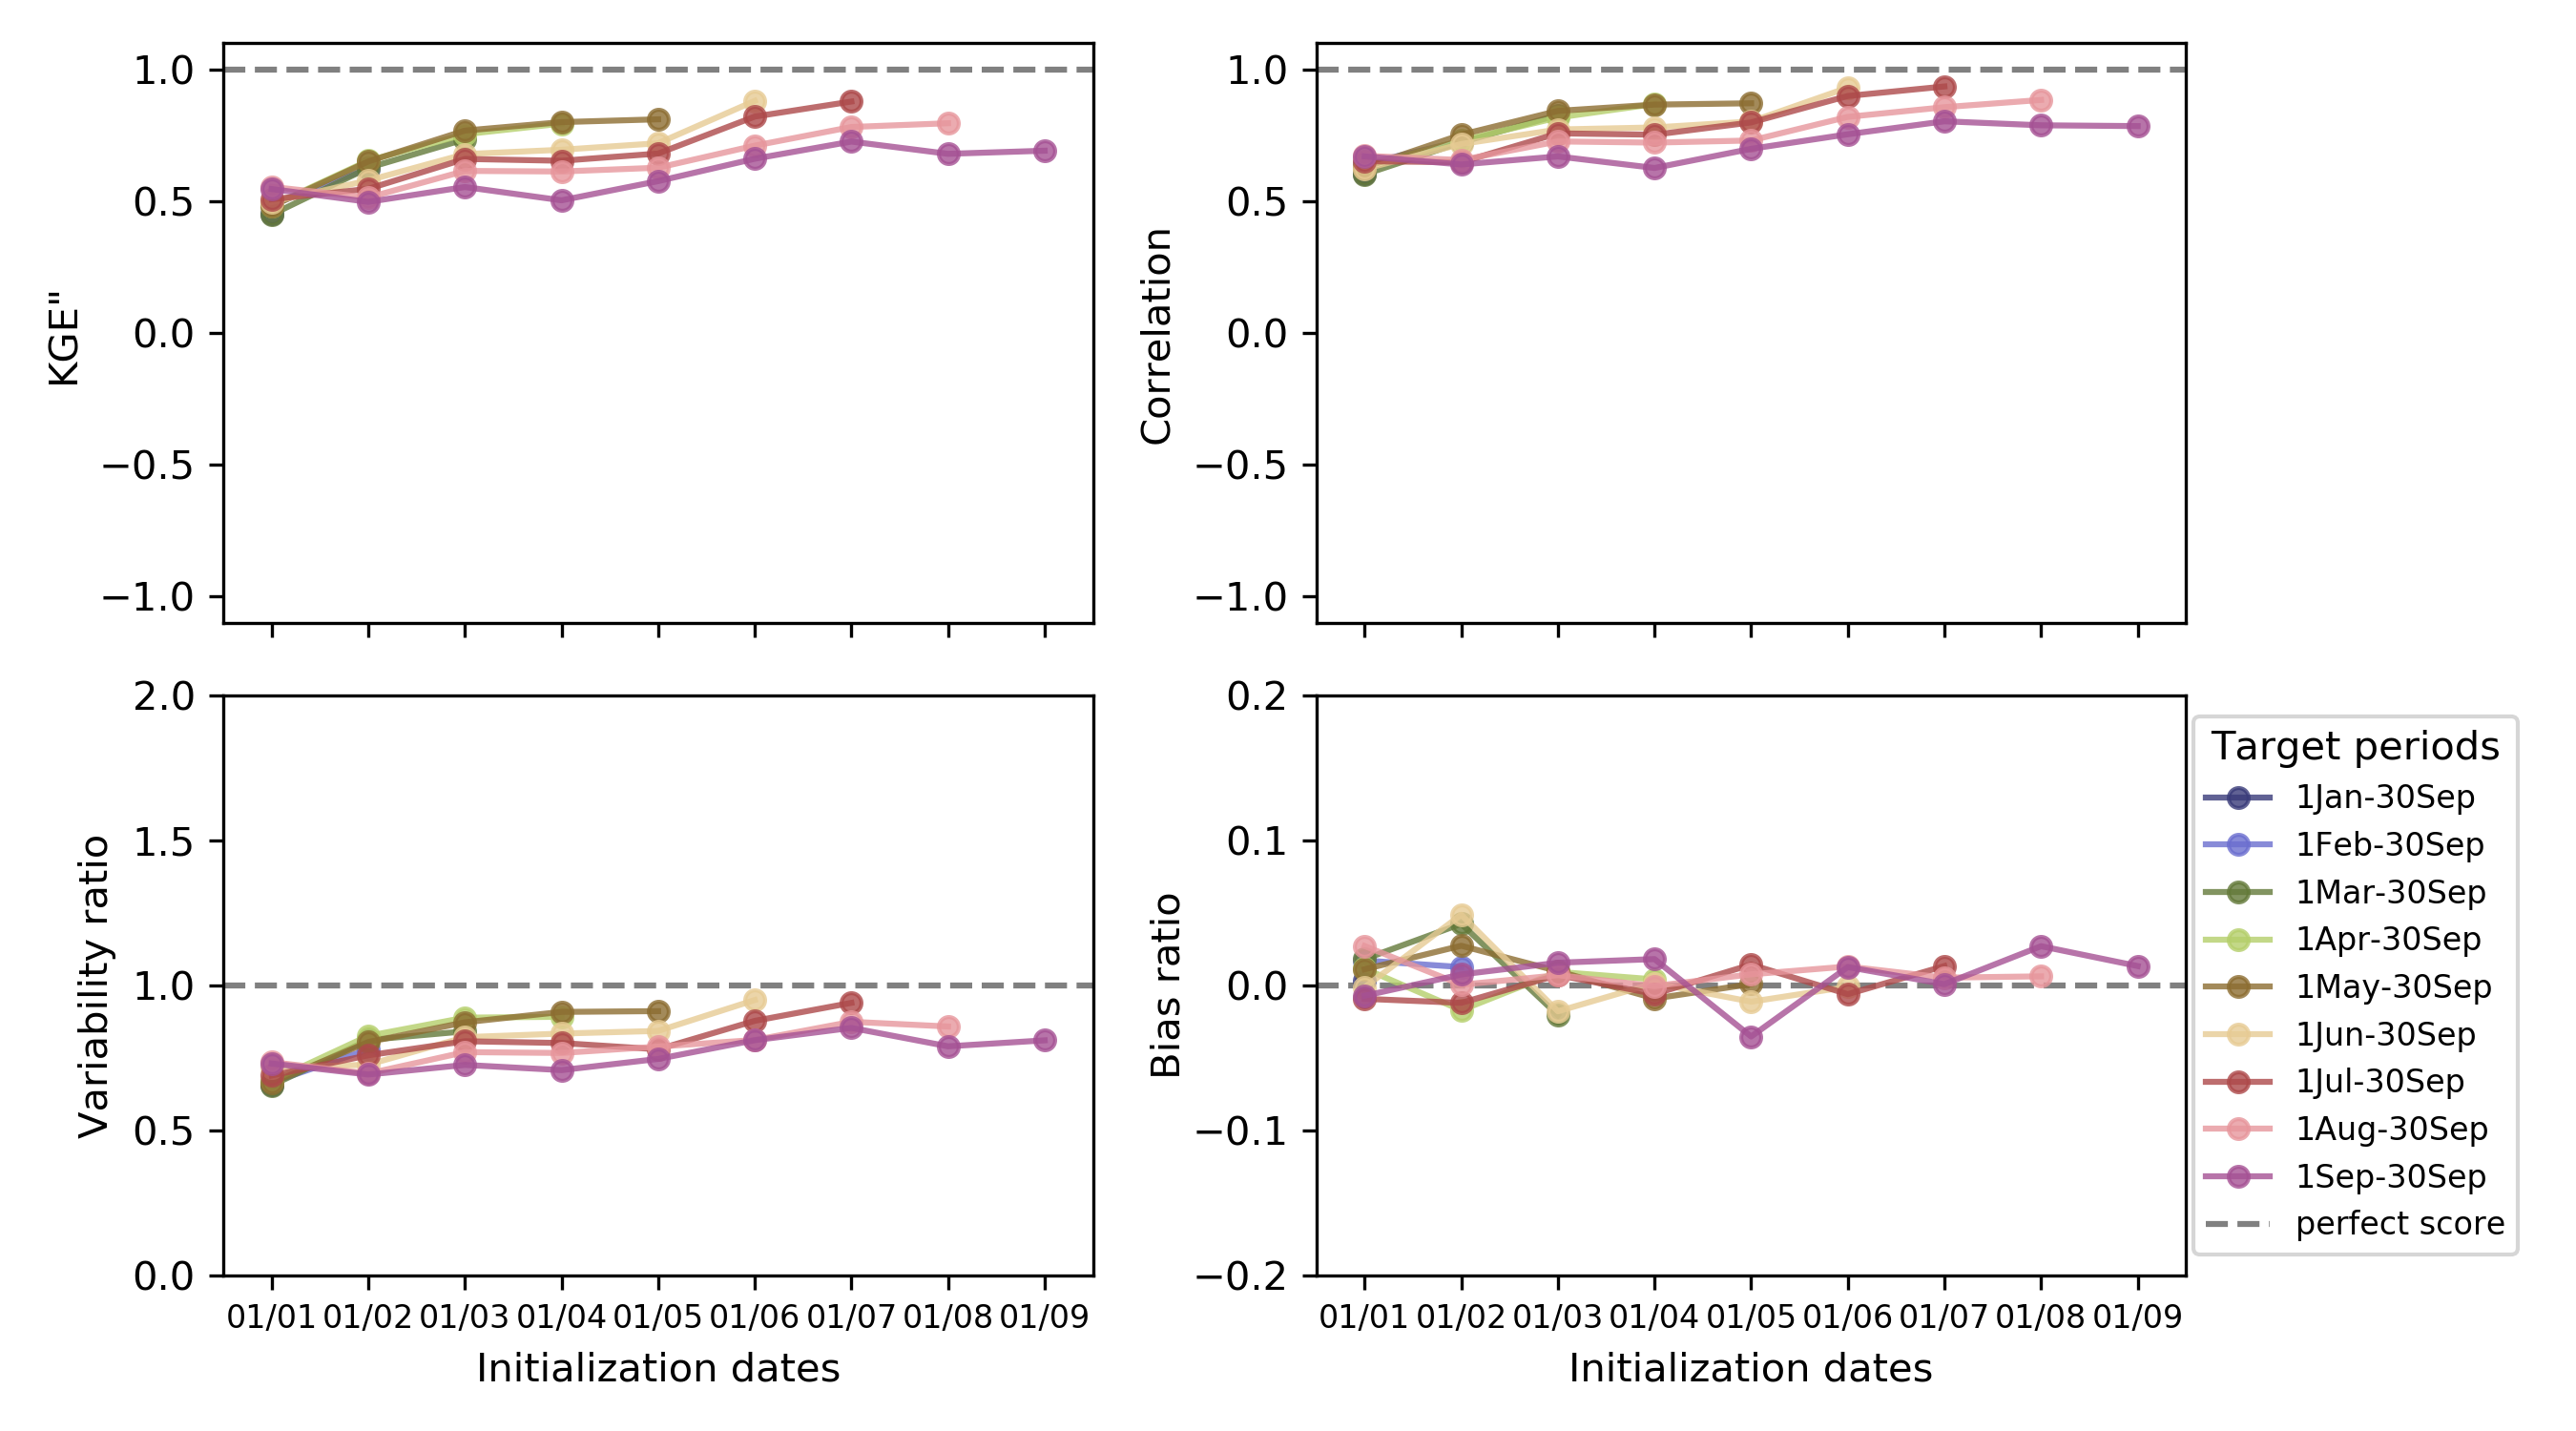 KGE"
1.0
0.5
0.0
−0.5
−1.0
Correlation
1.0
0.5
0.0
−0.5
−1.0
Variability ratio
2.0
1.5
1.0
0.5
0.0
01/01 01/02 01/03 01/04 01/05 01/06 01/07 01/08 01/09
Initialization dates
Bias ratio
0.2
0.1
0.0
−0.1
−0.2
01/01 01/02 01/03 01/04 01/05 01/06 01/07 01/08 01/09
Initialization dates
Target periods
1Jan-30Sep
1Feb-30Sep
1Mar-30Sep
1Apr-30Sep
1May-30Sep
1Jun-30Sep
1Jul-30Sep
1Aug-30Sep
1Sep-30Sep
perfect score